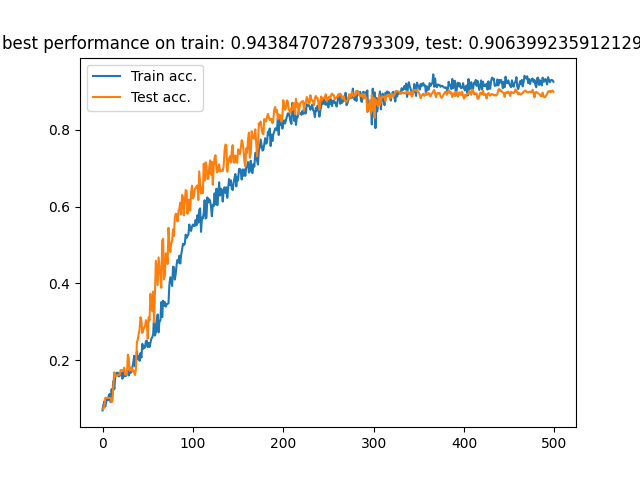 best performance on train: 0.9438470728793309, test: 0.906399235912129
Train acc.
Test acc.
0.8
0.6
0.4
0.2
0 100 200 300 400 500